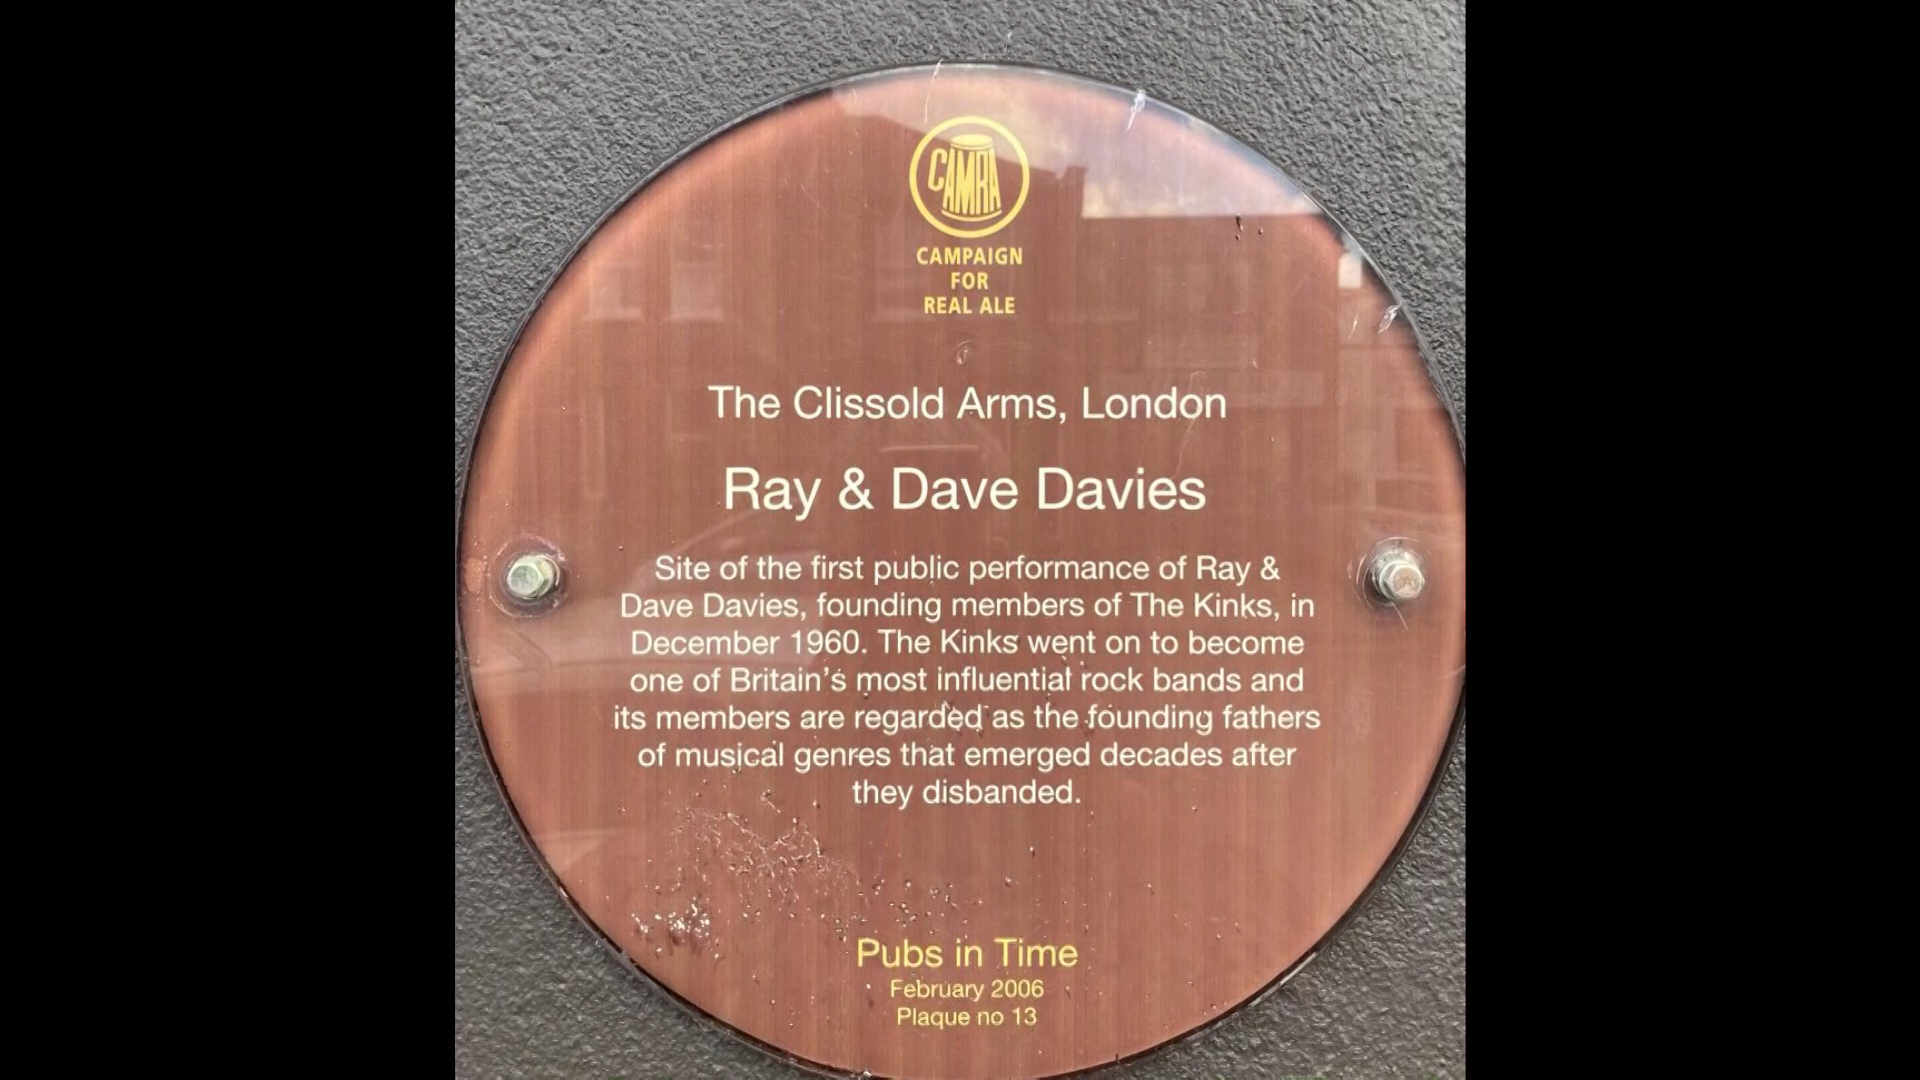 CAMRA
CAMPAIGN
FOR
REAL ALE
The Clissold Arms, London
Ray & Dave Davies
Site of the first public performance of Ray &
Dave Davies, founding members of The Kinks, in
December 1960. The Kinks went on to become
one of Britain's most influential rock bands and
its members are regarded as the founding fathers
of musical genres that emerged decades after
they disbanded.
Pubs in Time
February 2006
Plaque no 13